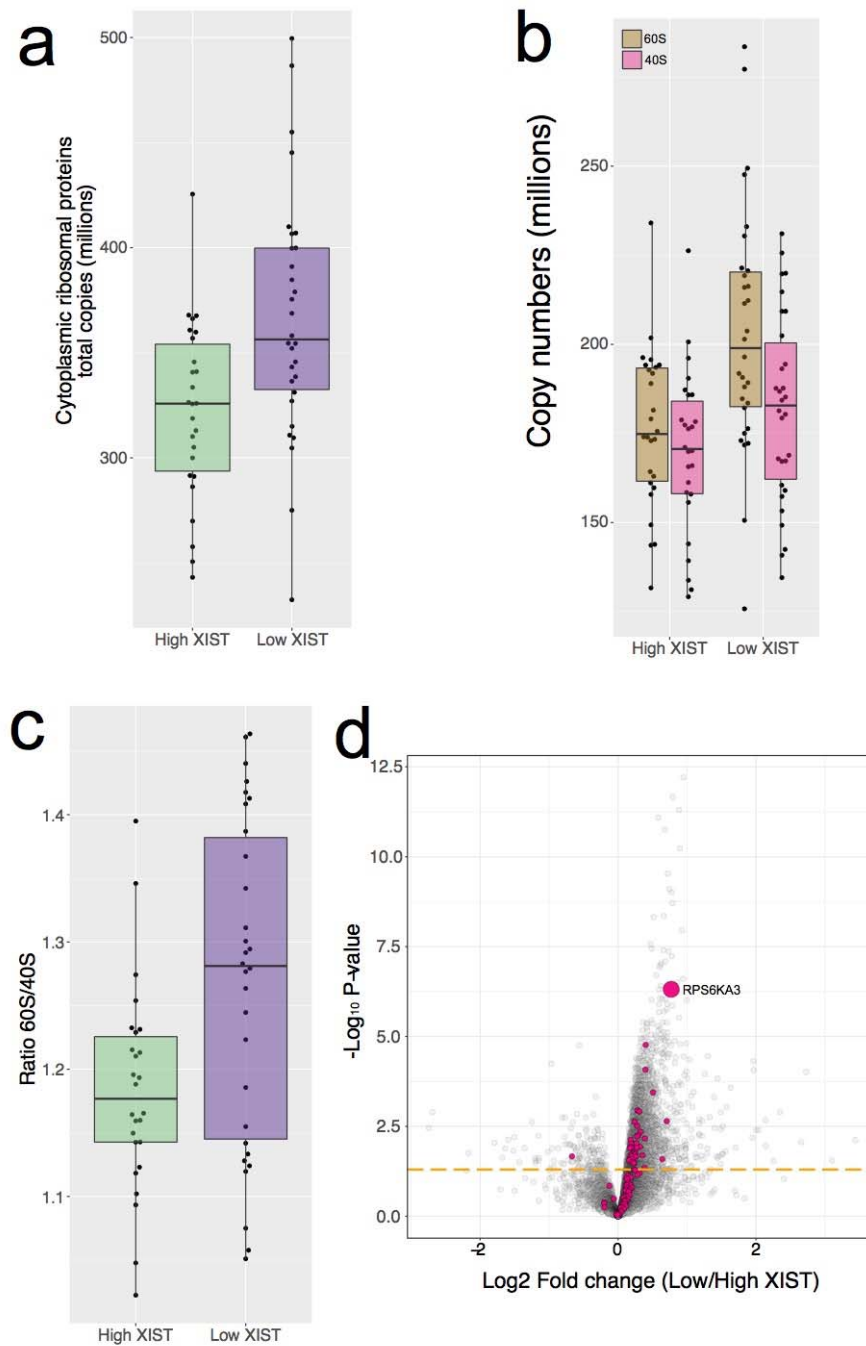 a
Cytoplasmic ribosomal proteins
total copies (millions)
500
400
300
High XIST
Low XIST
b
60S
40S
Copy numbers (millions)
250
200
150
High XIST
Low XIST
c
Ratio 60S/40S
1.4
1.3
1.2
1.1
High XIST
Low XIST
d
-Log₁₀ P-value
12.5
10.0
7.5
5.0
2.5
0.0
RPS6KA3
-2
0
2
Log2 Fold change (Low/High XIST)